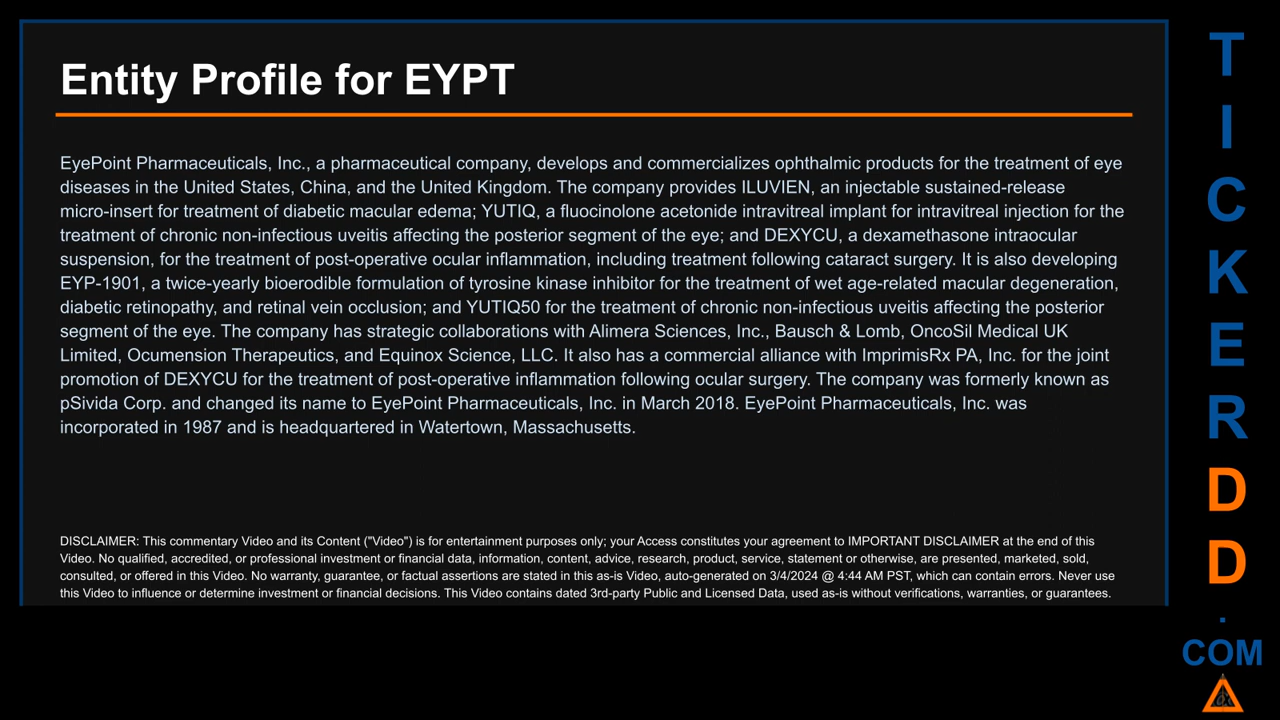 Entity Profile for EYPT
EyePoint Pharmaceuticals, Inc., a pharmaceutical company, develops and commercializes ophthalmic products for the treatment of eye
diseases in the United States, China, and the United Kingdom. The company provides ILUVIEN, an injectable sustained-release
micro-insert for treatment of diabetic macular edema; YUTIQ, a fluocinolone acetonide intravitreal implant for intravitreal injection for the
treatment of chronic non-infectious uveitis affecting the posterior segment of the eye; and DEXYCU, a dexamethasone intraocular
suspension, for the treatment of post-operative ocular inflammation, including treatment following cataract surgery. It is also developing
EYP-1901, a twice-yearly bioerodible formulation of tyrosine kinase inhibitor for the treatment of wet age-related macular degeneration,
diabetic retinopathy, and retinal vein occlusion; and YUTIQ50 for the treatment of chronic non-infectious uveitis affecting the posterior
segment of the eye. The company has strategic collaborations with Alimera Sciences, Inc., Bausch & Lomb, OncoSil Medical UK
Limited, Ocumension Therapeutics, and Equinox Science, LLC. It also has a commercial alliance with ImprimisRx PA, Inc. for the joint
promotion of DEXYCU for the treatment of post-operative inflammation following ocular surgery. The company was formerly known as
pSivida Corp. and changed its name to EyePoint Pharmaceuticals, Inc. in March 2018. EyePoint Pharmaceuticals, Inc. was
incorporated in 1987 and is headquartered in Watertown, Massachusetts.
DISCLAIMER: This commentary Video and its Content ("Video") is for entertainment purposes only; your Access constitutes your agreement to IMPORTANT DISCLAIMER at the end of this
Video. No qualified, accredited, or professional investment or financial data, information, content, advice, research, product, service, statement or otherwise, are presented, marketed, sold,
consulted, or offered in this Video. No warranty, guarantee, or factual assertions are stated in this as-is Video, auto-generated on 3/4/2024 @ 4:44 AM PST, which can contain errors. Never use
this Video to influence or determine investment or financial decisions. This Video contains dated 3rd-party Public and Licensed Data, used as-is without verifications, warranties, or guarantees.
T
I
C
K
E
R
D
D
.
COM